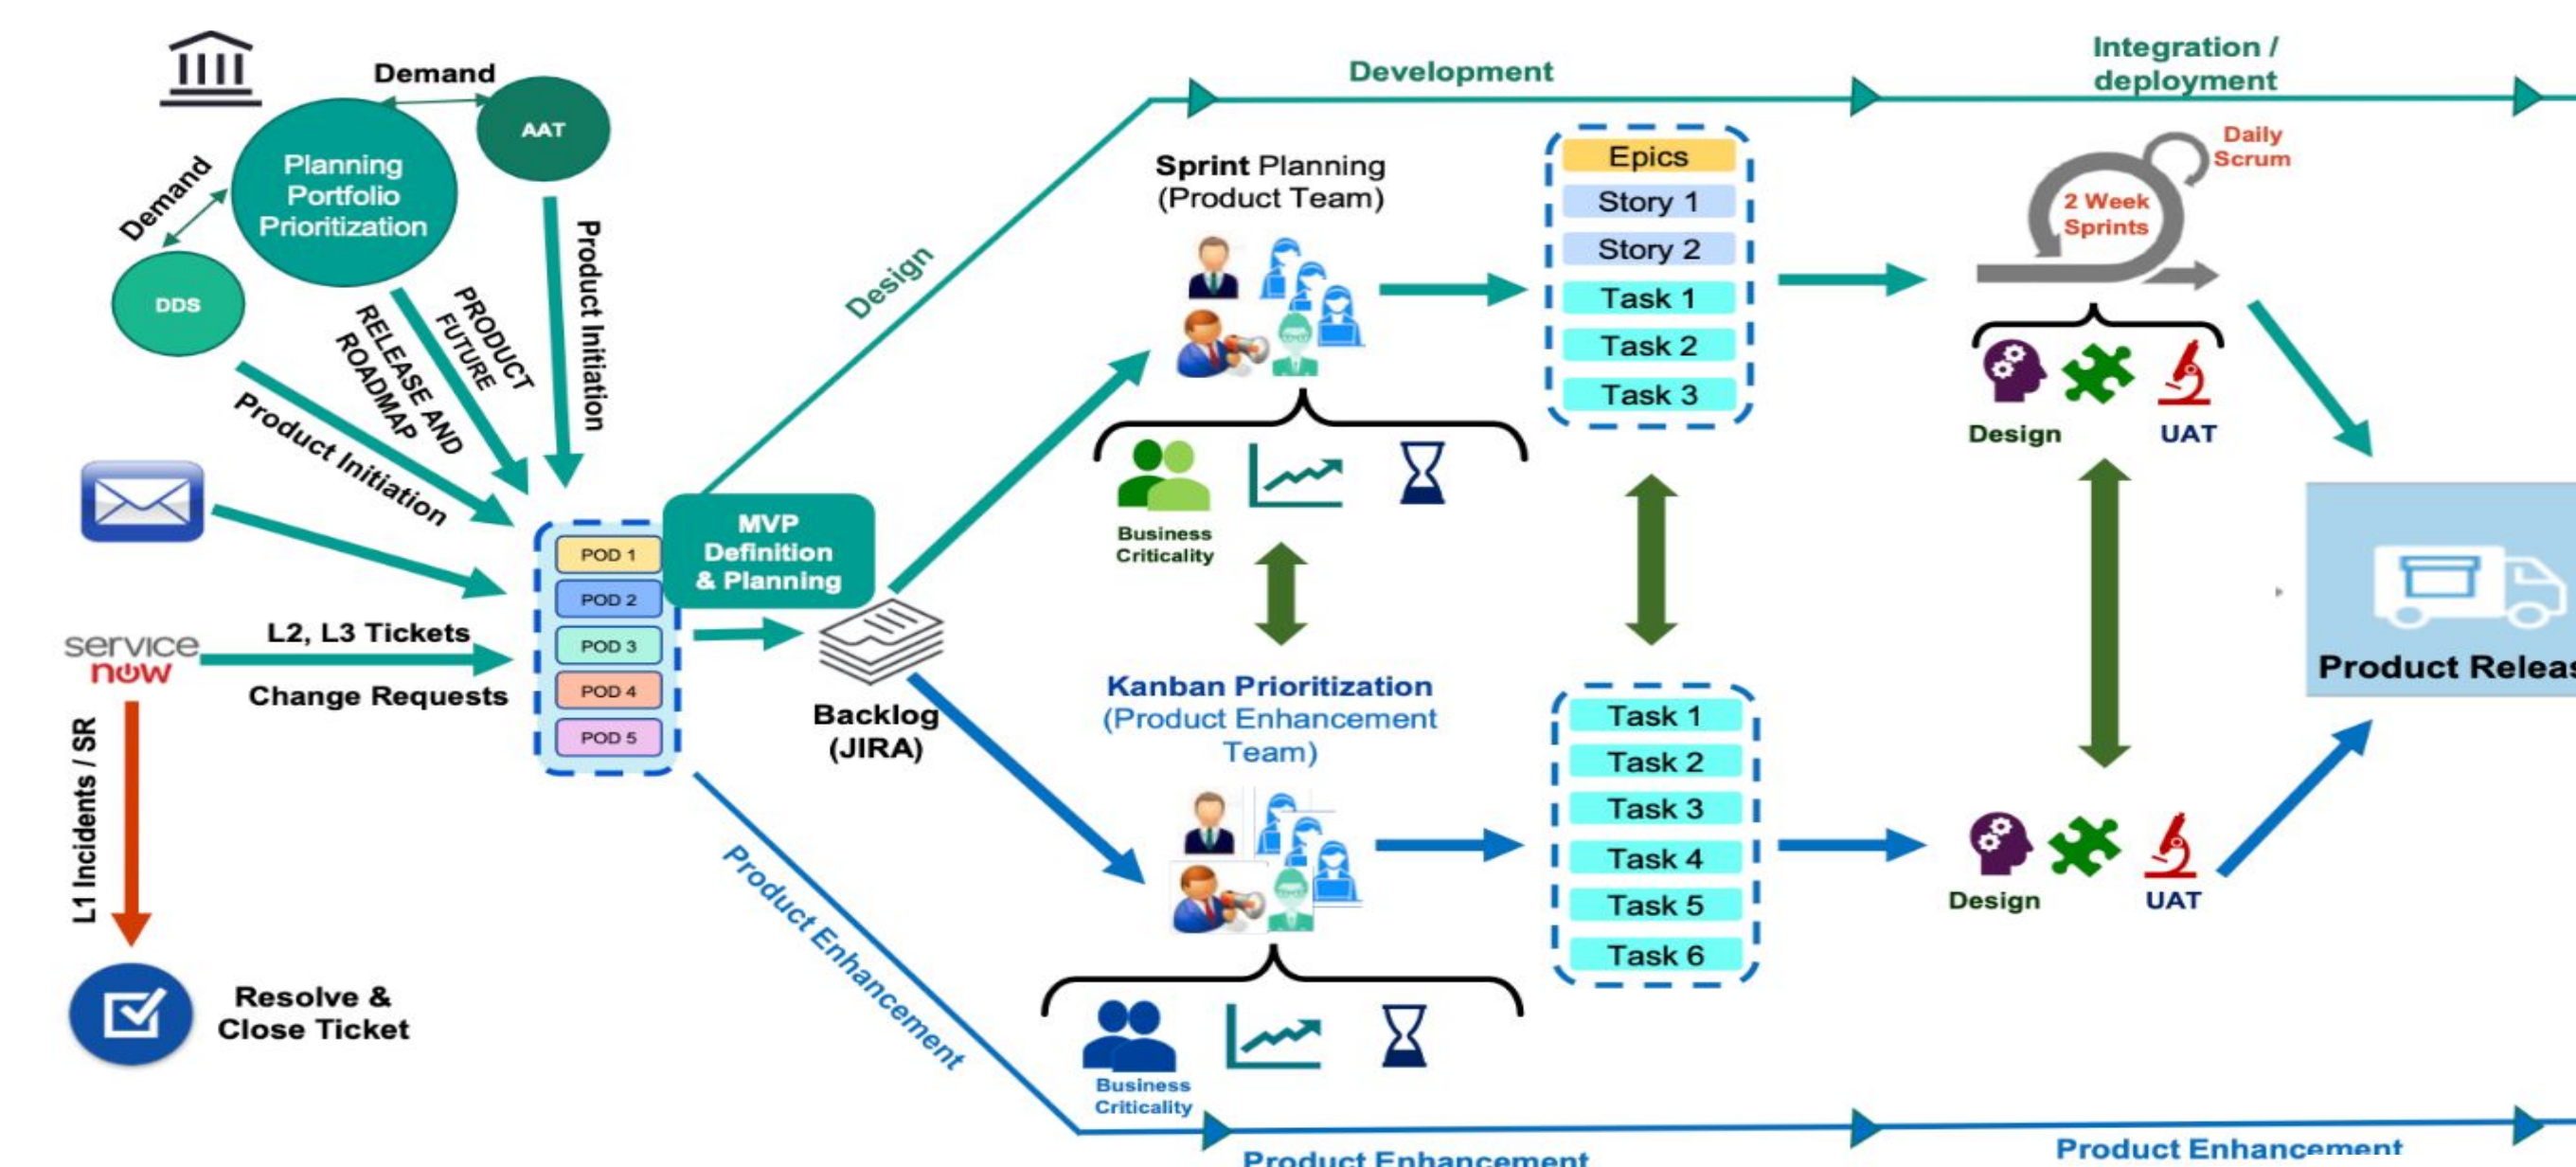 Demand
AAT
Planning
Portfolio
Prioritization
Demand
DDS
Product Initiation
PRODUCT
FUTURE
RELEASE AND
ROADMAP
Product Initiation
service
now
L2, L3 Tickets
Change Requests
L1 Incidents / SR
Resolve &
Close Ticket
POD 1
POD 2
POD 3
POD 4
POD 5
MVP
Definition
& Planning
Backlog
(JIRA)
Design
Development
Integration /
deployment
Sprint Planning
(Product Team)
Business
Criticality
Epics
Story 1
Story 2
Task 1
Task 2
Task 3
Daily
Scrum
2 Week
Sprints
Design
UAT
Product Releas
Kanban Prioritization
(Product Enhancement
Team)
Business
Criticality
Task 1
Task 2
Task 3
Task 4
Task 5
Task 6
Design
UAT
Product Enhancement
Product Enhancement
Product Enhancement